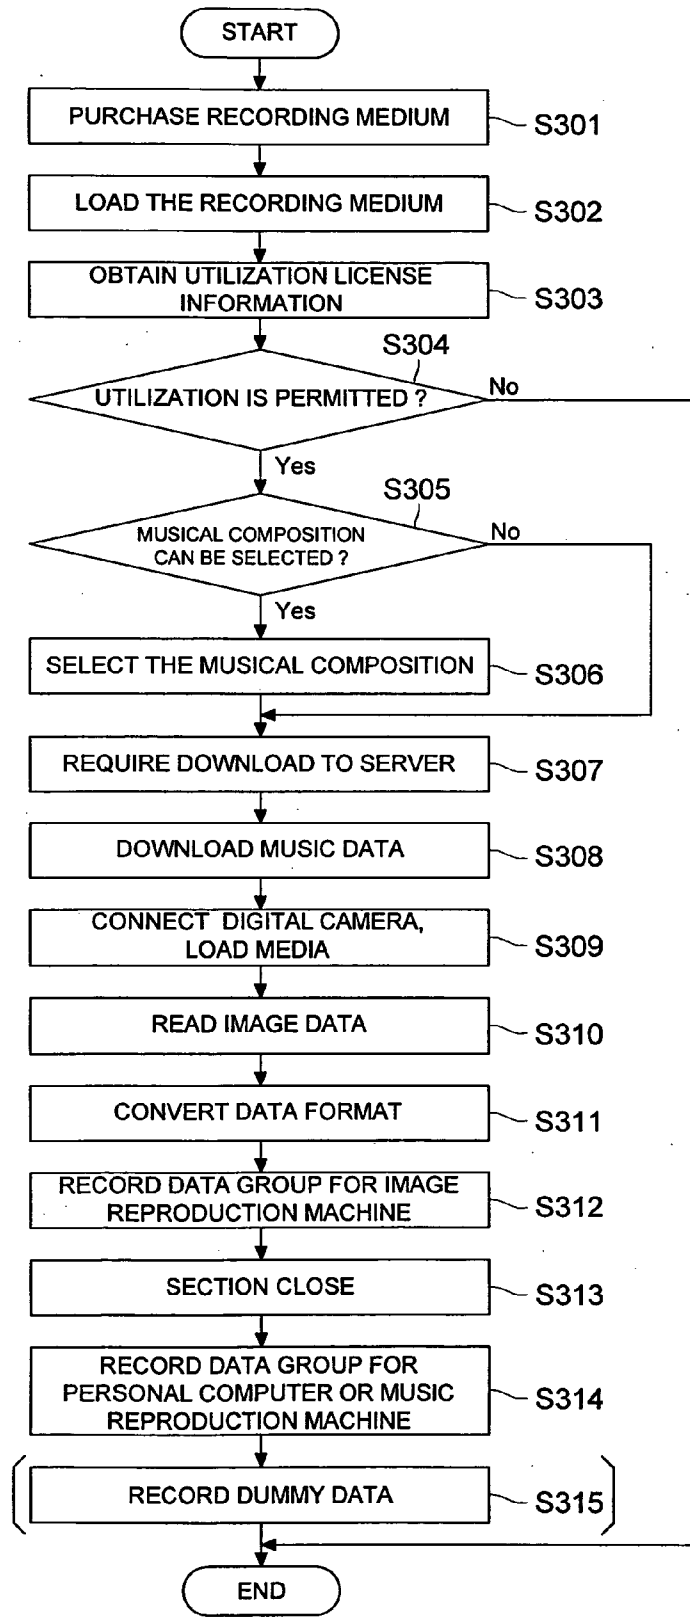 START
PURCHASE RECORDING MEDIUM
S301
LOAD THE RECORDING MEDIUM
S302
OBTAIN UTILIZATION LICENSE
INFORMATION
S303
S304
UTILIZATION IS PERMITTED ?
No
Yes
S305
MUSICAL COMPOSITION
CAN BE SELECTED ?
No
Yes
SELECT THE MUSICAL COMPOSITION
S306
REQUIRE DOWNLOAD TO SERVER
S307
DOWNLOAD MUSIC DATA
S308
CONNECT DIGITAL CAMERA,
LOAD MEDIA
S309
READ IMAGE DATA
S310
CONVERT DATA FORMAT
S311
RECORD DATA GROUP FOR IMAGE
REPRODUCTION MACHINE
S312
SECTION CLOSE
S313
RECORD DATA GROUP FOR
PERSONAL COMPUTER OR MUSIC
REPRODUCTION MACHINE
S314
RECORD DUMMY DATA
S315
END